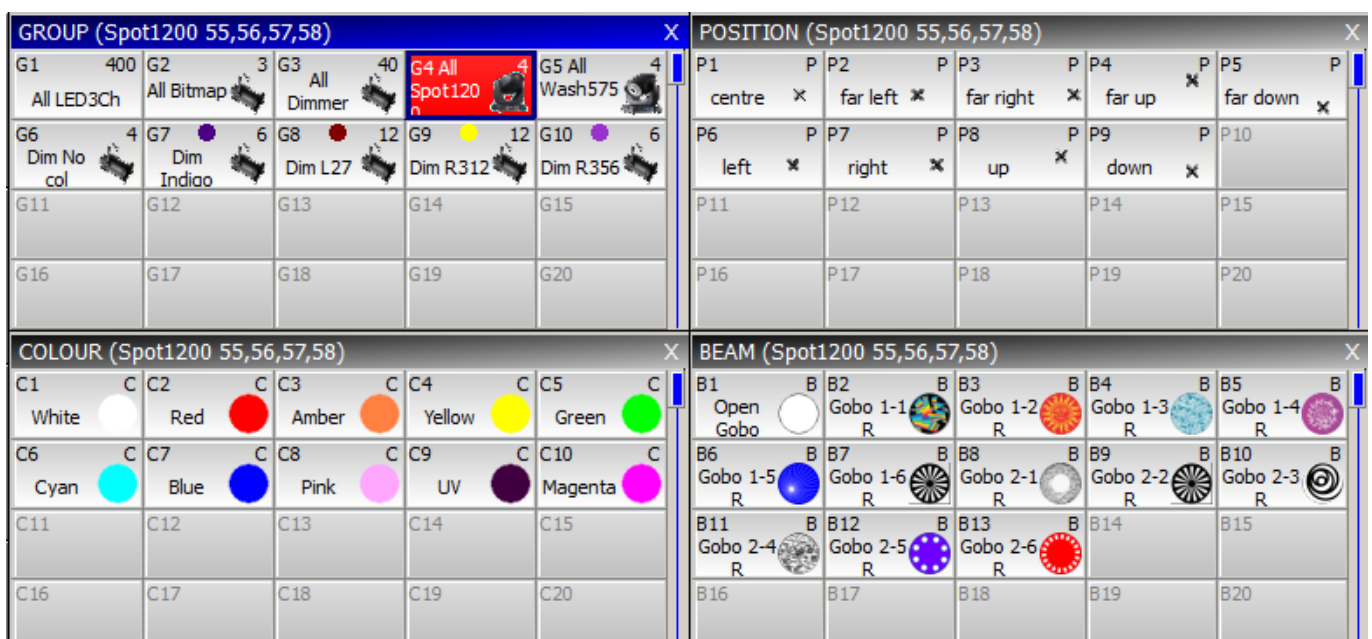 GROUP (Spot1200 55,56,57,58) X
G1 400 G2 3 G3 40 G4 All 4 G5 All 4
All LED3Ch All Bitmap All Dimmer Spot120 0 Wash575
G6 4 G7 6 G8 12 G9 12 G10 6
Dim No col Dim Indigo Dim L27 Dim R312 Dim R356
G11 G12 G13 G14 G15
G16 G17 G18 G19 G20
POSITION (Spot1200 55,56,57,58) X
P1 P P2 P P3 P P4 P P5 P
centre far left far right far up far down
P6 P P7 P P8 P P9 P P10
left right up down
P11 P12 P13 P14 P15
P16 P17 P18 P19 P20
COLOUR (Spot1200 55,56,57,58) X
C1 C C2 C C3 C C4 C C5 C
White Red Amber Yellow Green
C6 C C7 C C8 C C9 C C10 C
Cyan Blue Pink UV Magenta
C11 C12 C13 C14 C15
C16 C17 C18 C19 C20
BEAM (Spot1200 55,56,57,58) X
B1 B B2 B B3 B B4 B B5 B
Open Gobo Gobo 1-1 R Gobo 1-2 R Gobo 1-3 R Gobo 1-4 R
B6 B B7 B B8 B B9 B B10 B
Gobo 1-5 R Gobo 1-6 R Gobo 2-1 R Gobo 2-2 R Gobo 2-3 R
B11 B B12 B B13 B B14 B15
Gobo 2-4 R Gobo 2-5 R Gobo 2-6 R
B16 B17 B18 B19 B20